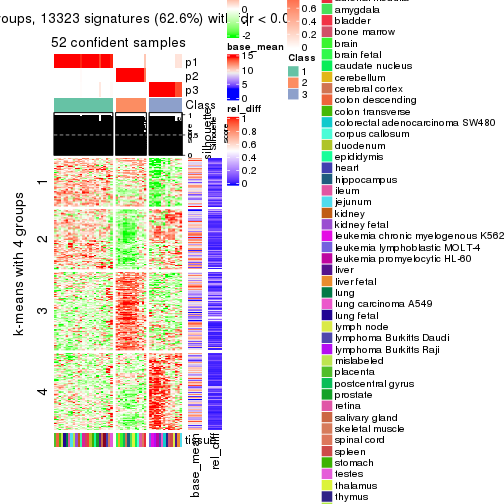 oups, 13323 signatures (62.6%) with fdr < 0.0
52 confident samples
p1
p2
p3
Class
1
0.5
0
silhouette
score
k-means with 4 groups
1
2
3
4
tissue
base_mean
rel_diff
0
-2
base_mean
15
10
5
0
rel_diff
1
0.8
0.6
0.4
0.2
0
0.6
0.4
0.2
0
Class
1
2
3
amygdala
bladder
bone marrow
brain
brain fetal
caudate nucleus
cerebellum
cerebral cortex
colon descending
colon transverse
colorectal adenocarcinoma SW480
corpus callosum
duodenum
epididymis
heart
hippocampus
ileum
jejunum
kidney
kidney fetal
leukemia chronic myelogenous K562
leukemia lymphoblastic MOLT-4
leukemia promyelocytic HL-60
liver
liver fetal
lung
lung carcinoma A549
lung fetal
lymph node
lymphoma Burkitts Daudi
lymphoma Burkitts Raji
mislabeled
placenta
postcentral gyrus
prostate
retina
salivary gland
skeletal muscle
spinal cord
spleen
stomach
testes
thalamus
thymus